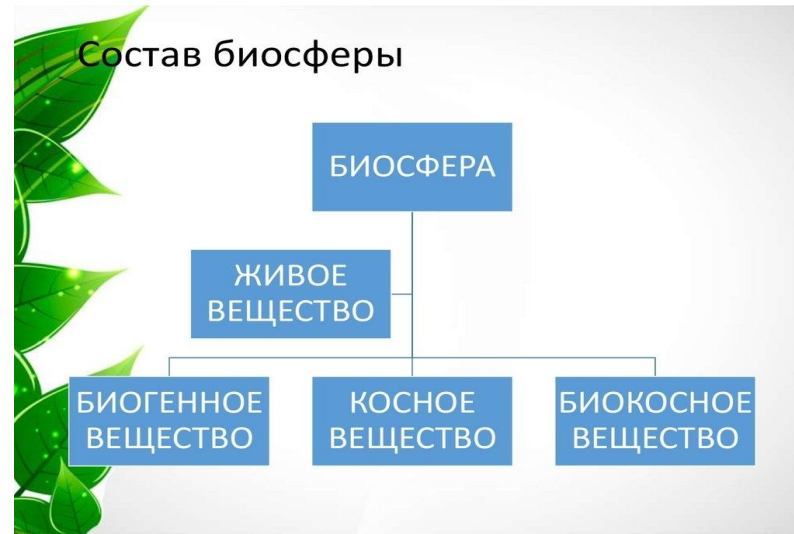 Состав биосферы
БИОСФЕРА
ЖИВОЕ
ВЕЩЕСТВО
БИОГЕННОЕ
ВЕЩЕСТВО
КОСНОЕ
ВЕЩЕСТВО
БИОКОСНОЕ
ВЕЩЕСТВО